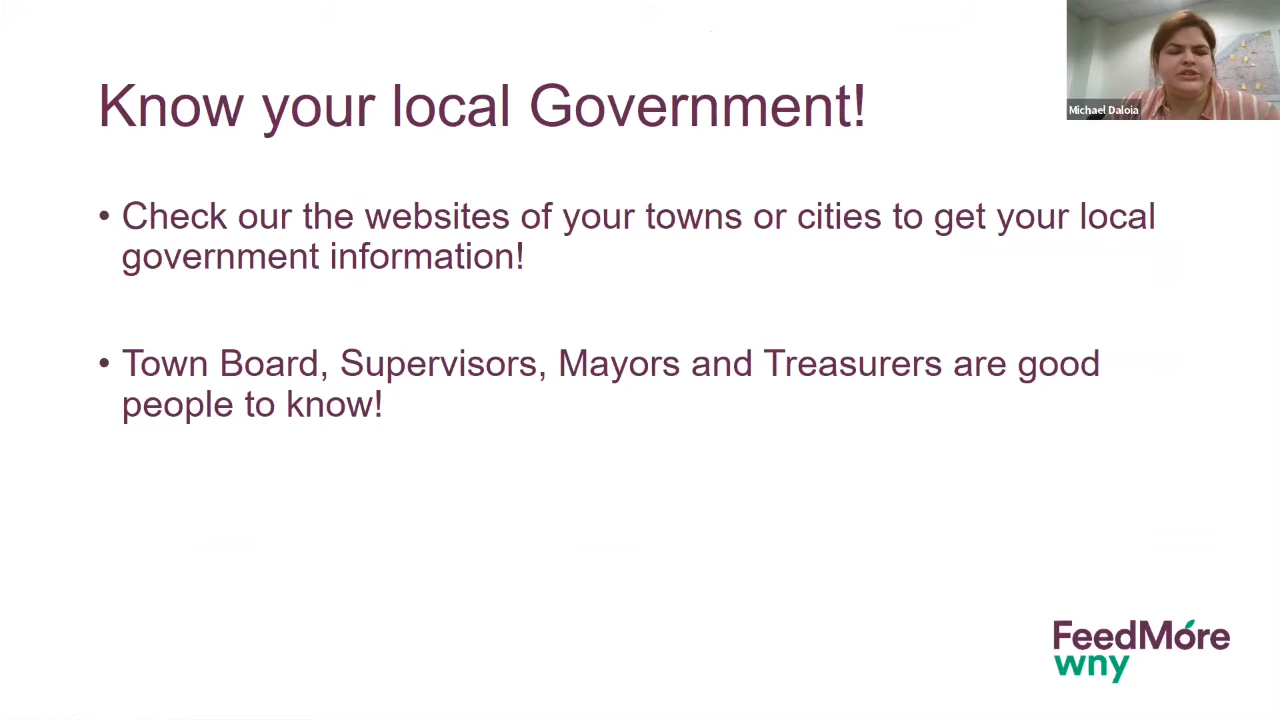 Know your local Government!
Michael Daloia
• Check our the websites of your towns or cities to get your local
government information!
• Town Board, Supervisors, Mayors and Treasurers are good
people to know!
FeedMore
wny